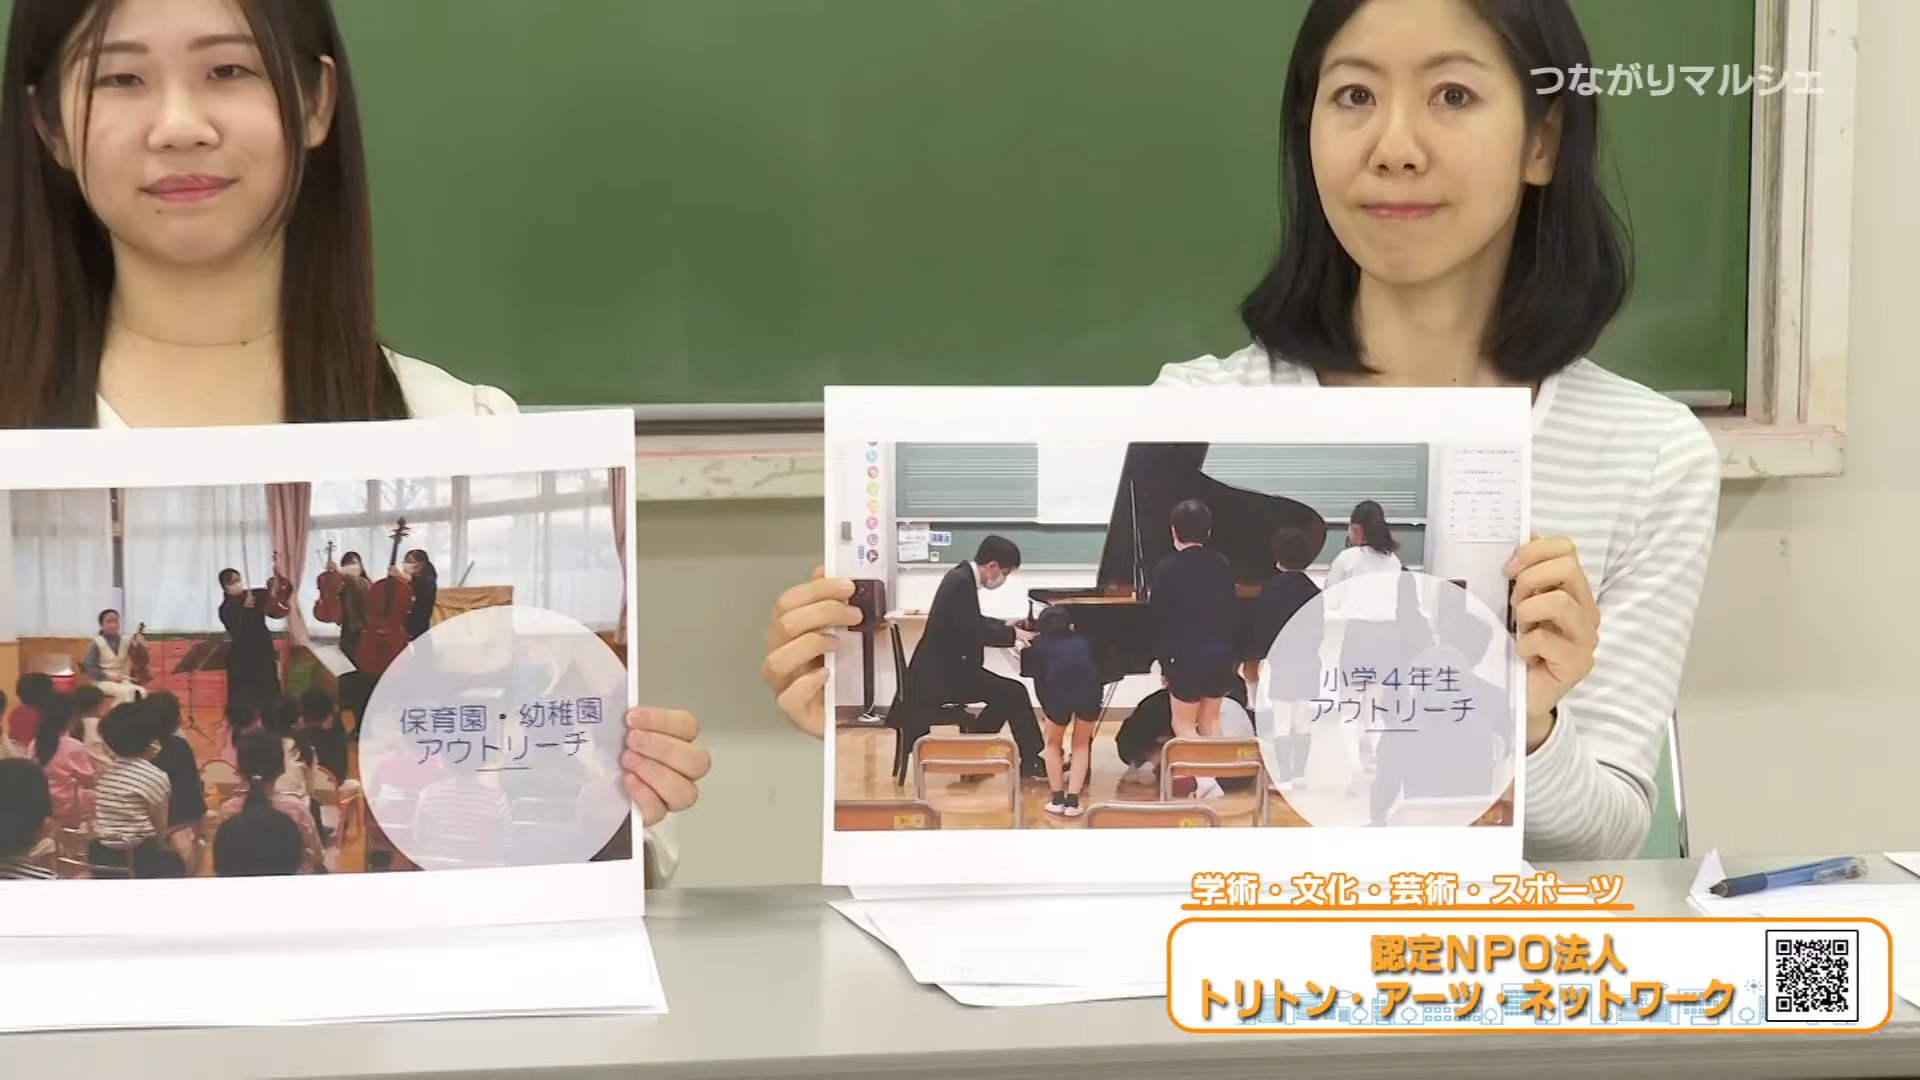 つながりマルシェ
保育園・幼稚園
アウトリーチ
小学4年生
アウトリーチ
学術・文化・芸術・スポーツ
認定NPO法人
トリトン・アーツ・ネットワーク